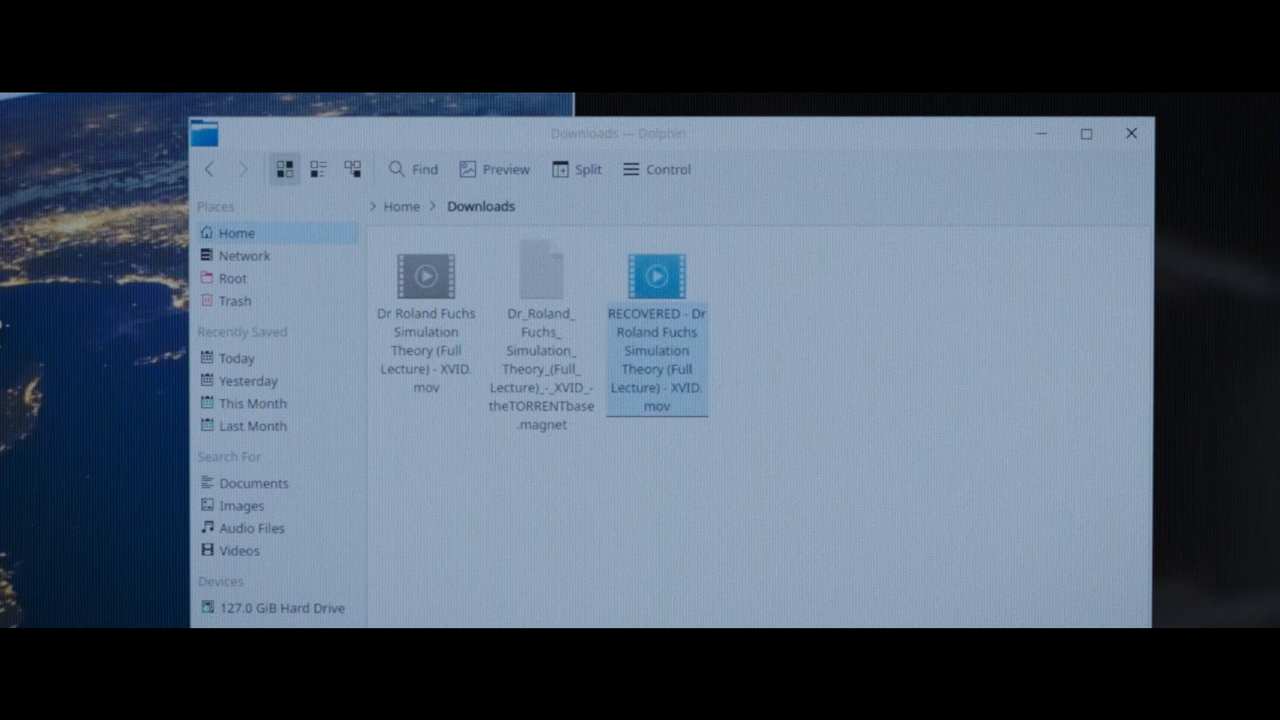 Downloads — Dolphin
Find
Preview
Split
Control
Places
Home
Network
Root
Trash
Recently Saved
Today
Yesterday
This Month
Last Month
Search For
Documents
Images
Audio Files
Videos
Devices
127.0 GiB Hard Drive
Home
Downloads
Dr Roland Fuchs
Simulation
Theory (Full
Lecture) - XVID.
mov
Dr_Roland_
Fuchs_
Simulation_
Theory_(Full_
Lecture)_-_XVID_-
theTORRENTbase
.magnet
RECOVERED - Dr
Roland Fuchs
Simulation
Theory (Full
Lecture) - XVID.
mov